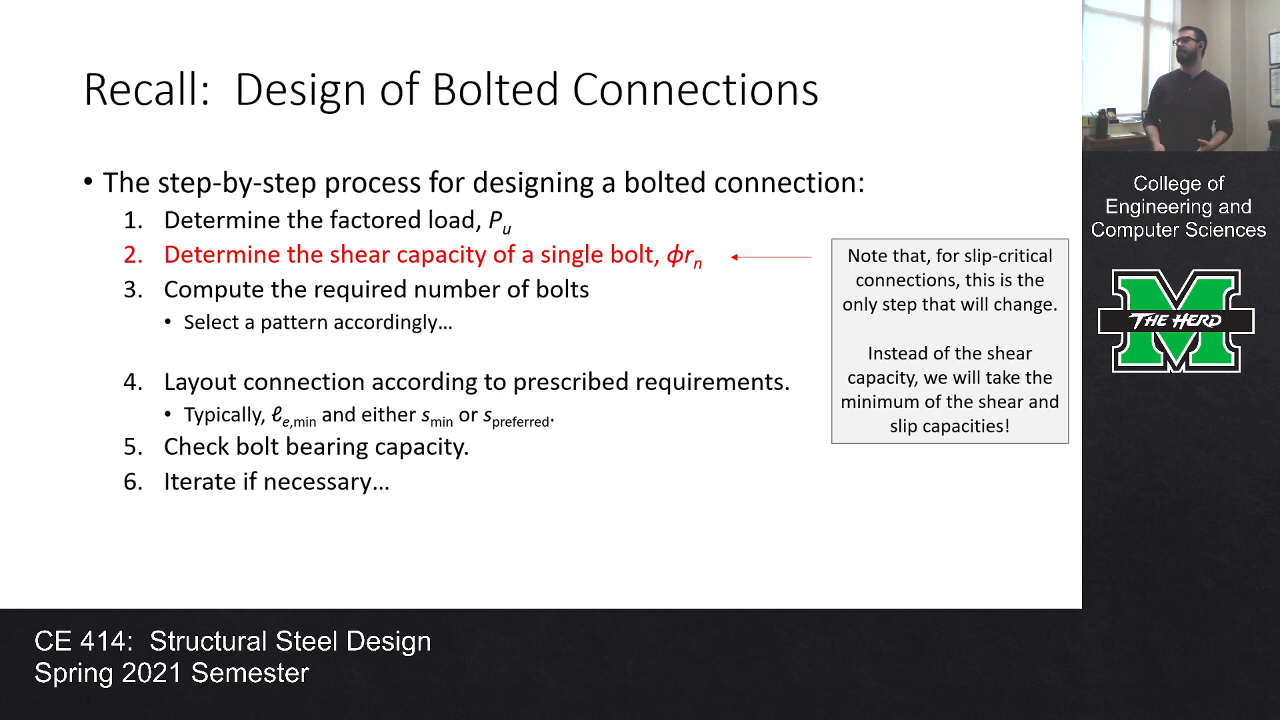 Recall:  Design of Bolted Connections
• The step-by-step process for designing a bolted connection:
1. Determine the factored load, Pu
2. Determine the shear capacity of a single bolt, ϕrn
3. Compute the required number of bolts
• Select a pattern accordingly…
4. Layout connection according to prescribed requirements.
• Typically, ℓe,min and either smin or spreferred.
5. Check bolt bearing capacity.
6. Iterate if necessary…
Note that, for slip-critical
connections, this is the
only step that will change.
Instead of the shear
capacity, we will take the
minimum of the shear and
slip capacities!
College of
Engineering and
Computer Sciences
M
THE HERD
CE 414:  Structural Steel Design
Spring 2021 Semester